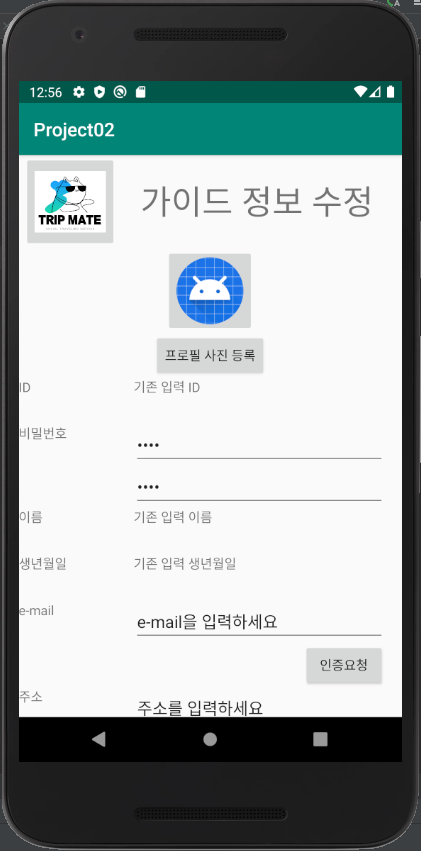 12:56
Project02
TRIP MATE
가이드 정보 수정
프로필 사진 등록
ID 기존 입력 ID
비밀번호 ••••
••••
이름 기존 입력 이름
생년월일 기존 입력 생년월일
e-mail e-mail을 입력하세요
인증요청
주소 주소를 입력하세요